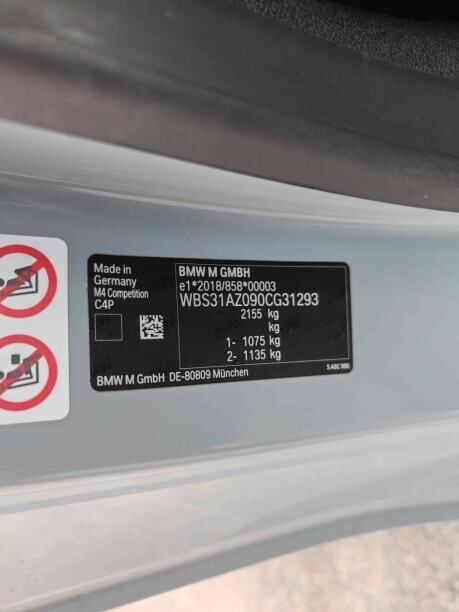 Made in
Germany
M4 Competition
C4P
BMW M GMBH
e1*2018/858*00003
WBS31AZ090CG31293
2155 kg
kg
1- 1075 kg
2- 1135 kg
BMW M GmbH DE-80809 München